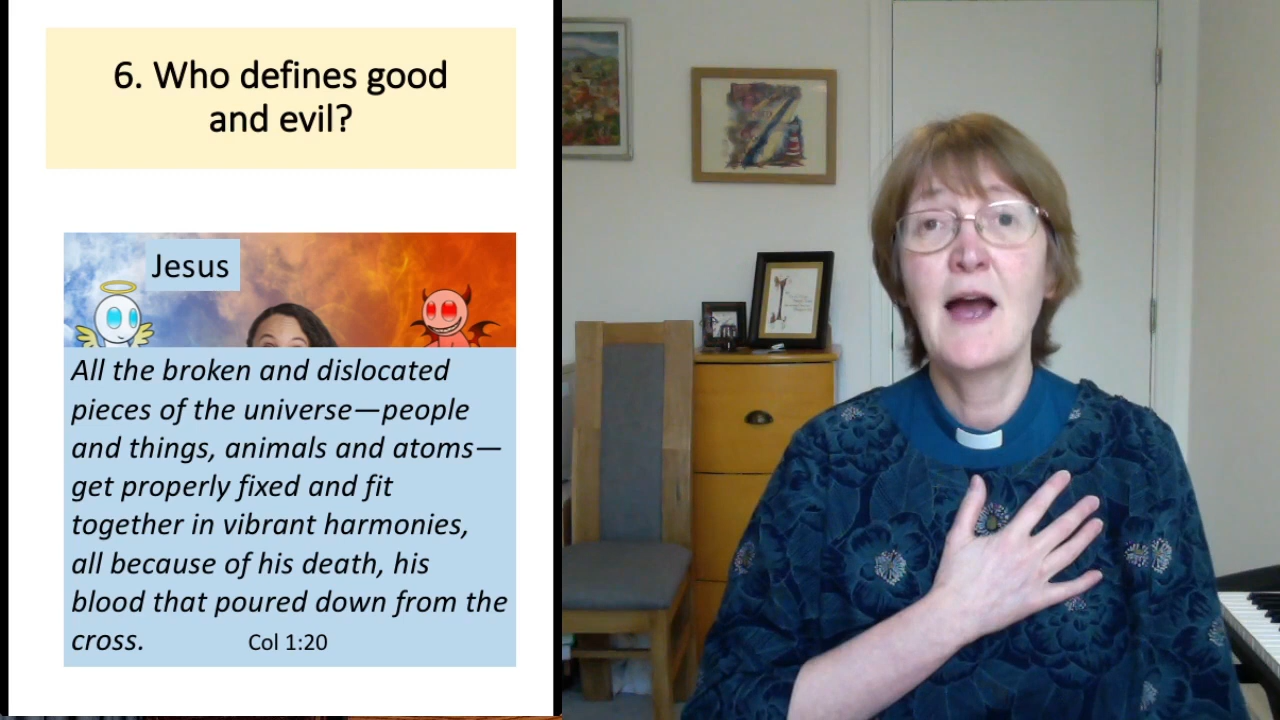 6. Who defines good
and evil?
Jesus
All the broken and dislocated
pieces of the universe—people
and things, animals and atoms—
get properly fixed and fit
together in vibrant harmonies,
all because of his death, his
blood that poured down from the
cross. Col 1:20